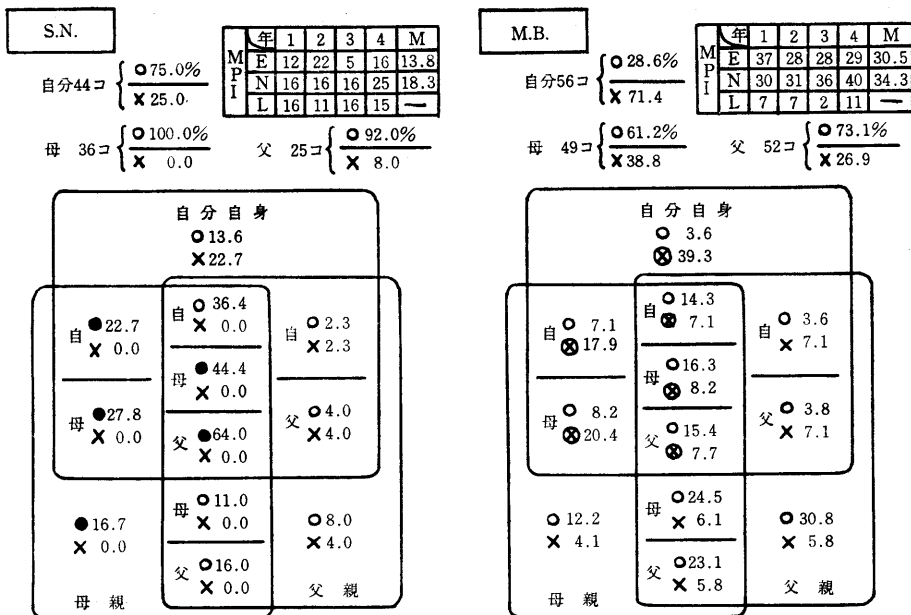 S.N.
MPI
年 1 2 3 4 M
E 12 22 5 16 13.8
N 16 16 16 25 18.3
L 16 11 16 15 —
自分44コ
○75.0%
×25.0
母 36コ
○100.0%
× 0.0
父 25コ
○92.0%
× 8.0
自分自身
○13.6
×22.7
自 ●22.7
× 0.0
母 ●27.8
× 0.0
自 ○36.4
× 0.0
母 ●44.4
× 0.0
父 ●64.0
× 0.0
自 ○2.3
×2.3
父 ○4.0
×4.0
●16.7
× 0.0
母 ○11.0
× 0.0
父 ○16.0
× 0.0
○8.0
×4.0
母親
父親
M.B.
MPI
年 1 2 3 4 M
E 37 28 28 29 30.5
N 30 31 36 40 34.3
L 7 7 2 11 —
自分56コ
○28.6%
×71.4
母 49コ
○61.2%
×38.8
父 52コ
○73.1%
×26.9
自分自身
○ 3.6
⊗39.3
自 ○ 7.1
⊗17.9
母 ○ 8.2
⊗20.4
自 ○14.3
⊗ 7.1
母 ○16.3
⊗ 8.2
父 ○15.4
⊗ 7.7
自 ○ 3.6
× 7.1
父 ○ 3.8
× 7.1
○12.2
× 4.1
母 ○24.5
× 6.1
父 ○23.1
× 5.8
○30.8
× 5.8
母親
父親